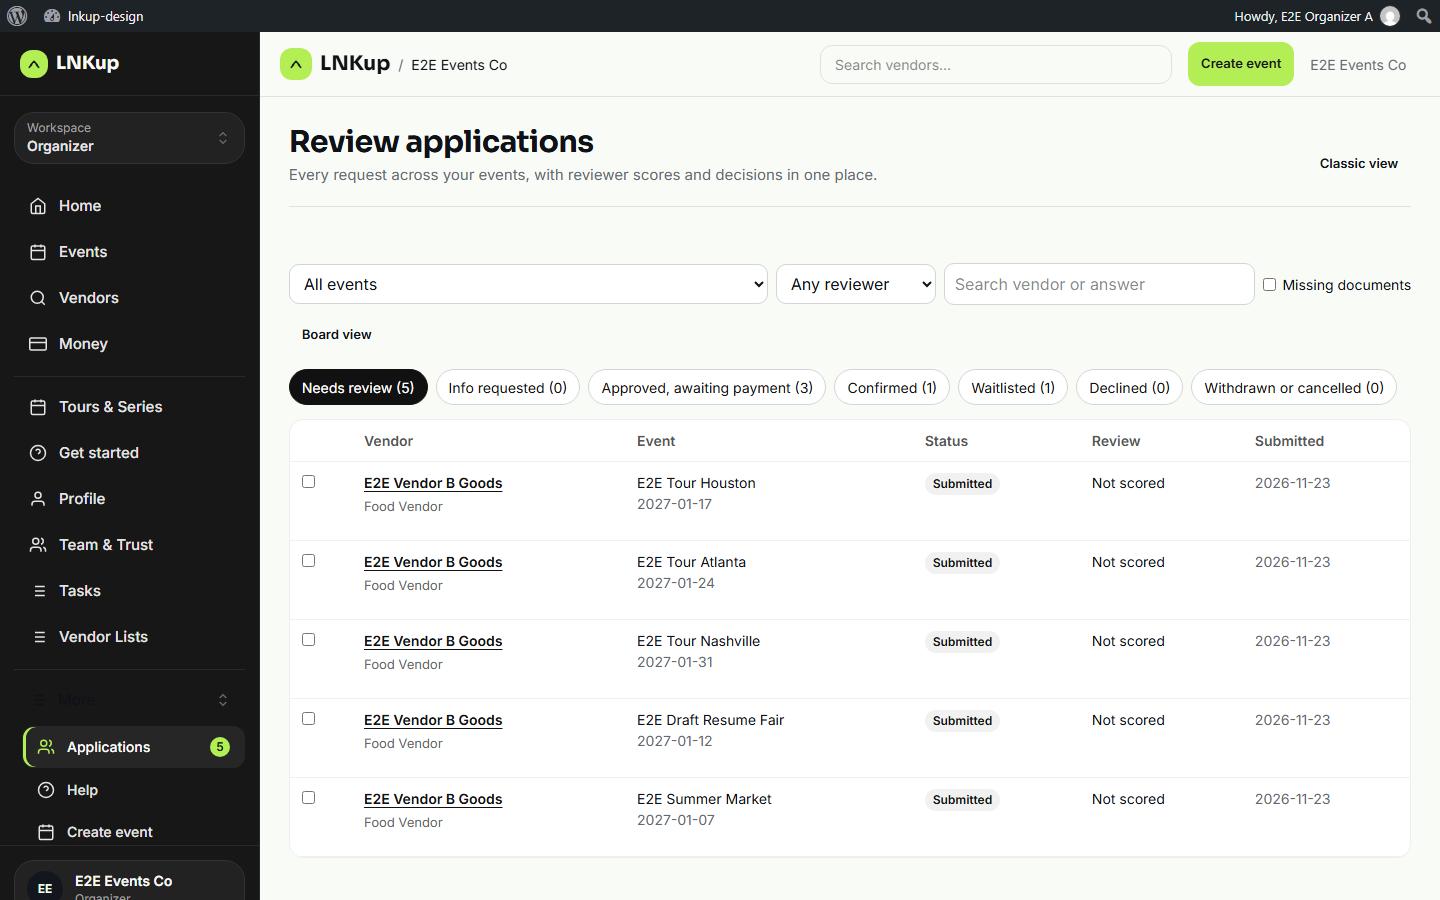 lnkup-design
Howdy, E2E Organizer A
LNKup
Workspace
Organizer
Home
Events
Vendors
Money
Tours & Series
Get started
Profile
Team & Trust
Tasks
Vendor Lists
More
Applications 5
Help
Create event
EE E2E Events Co
Organizer
LNKup / E2E Events Co
Search vendors...
Create event
E2E Events Co
Review applications
Every request across your events, with reviewer scores and decisions in one place.
Classic view
All events
Any reviewer
Search vendor or answer
Missing documents
Board view
Needs review (5)
Info requested (0)
Approved, awaiting payment (3)
Confirmed (1)
Waitlisted (1)
Declined (0)
Withdrawn or cancelled (0)
Vendor Event Status Review Submitted
E2E Vendor B Goods E2E Tour Houston Submitted Not scored 2026-11-23
Food Vendor 2027-01-17
E2E Vendor B Goods E2E Tour Atlanta Submitted Not scored 2026-11-23
Food Vendor 2027-01-24
E2E Vendor B Goods E2E Tour Nashville Submitted Not scored 2026-11-23
Food Vendor 2027-01-31
E2E Vendor B Goods E2E Draft Resume Fair Submitted Not scored 2026-11-23
Food Vendor 2027-01-12
E2E Vendor B Goods E2E Summer Market Submitted Not scored 2026-11-23
Food Vendor 2027-01-07